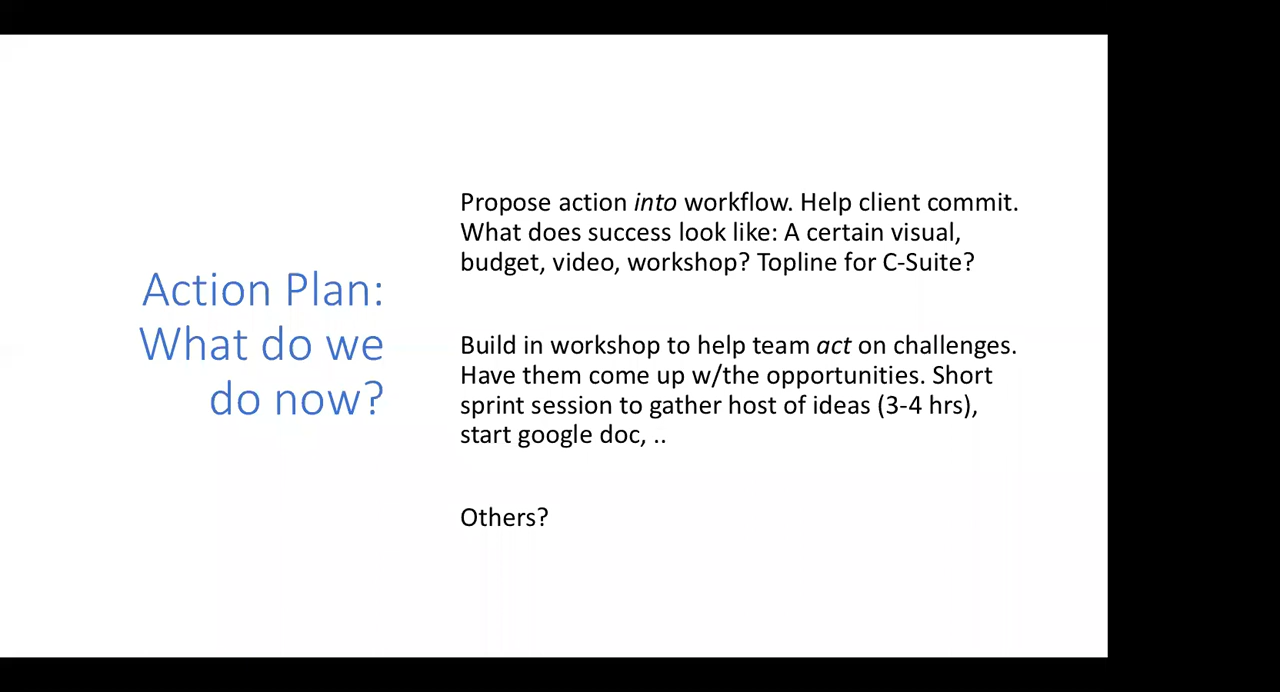 Action Plan:
What do we
do now?
Propose action into workflow. Help client commit.
What does success look like: A certain visual,
budget, video, workshop? Topline for C-Suite?
Build in workshop to help team act on challenges.
Have them come up w/the opportunities. Short
sprint session to gather host of ideas (3-4 hrs),
start google doc, ..
Others?